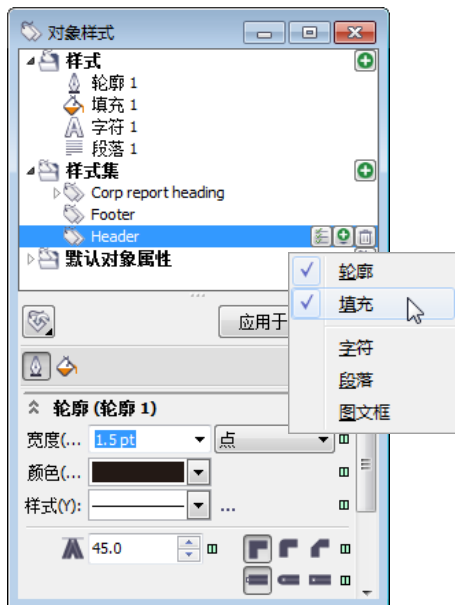 对象样式
样式
轮廓 1
填充 1
字符 1
段落 1
样式集
Corp report heading
Footer
Header
默认对象属性
轮廓
填充
字符
段落
图文框
应用于
轮廓 (轮廓 1)
宽度(... 1.5 pt 点
颜色(...
样式(Y): ...
45.0